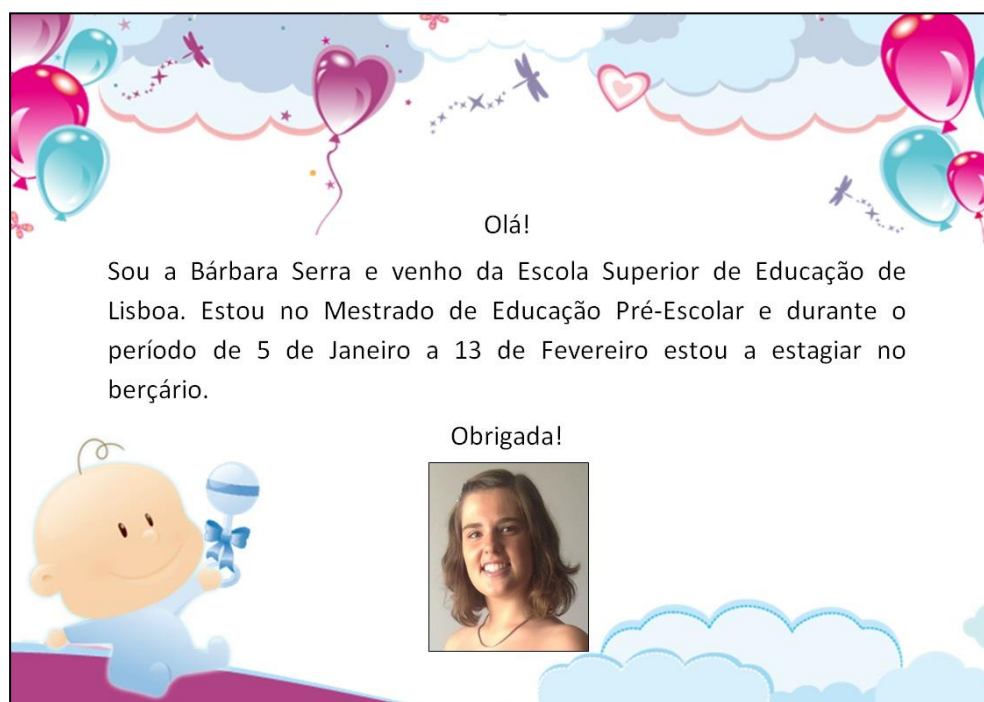 Olá!
Sou a Bárbara Serra e venho da Escola Superior de Educação de
Lisboa. Estou no Mestrado de Educação Pré-Escolar e durante o
período de 5 de Janeiro a 13 de Fevereiro estou a estagiar no
berçário.
Obrigada!